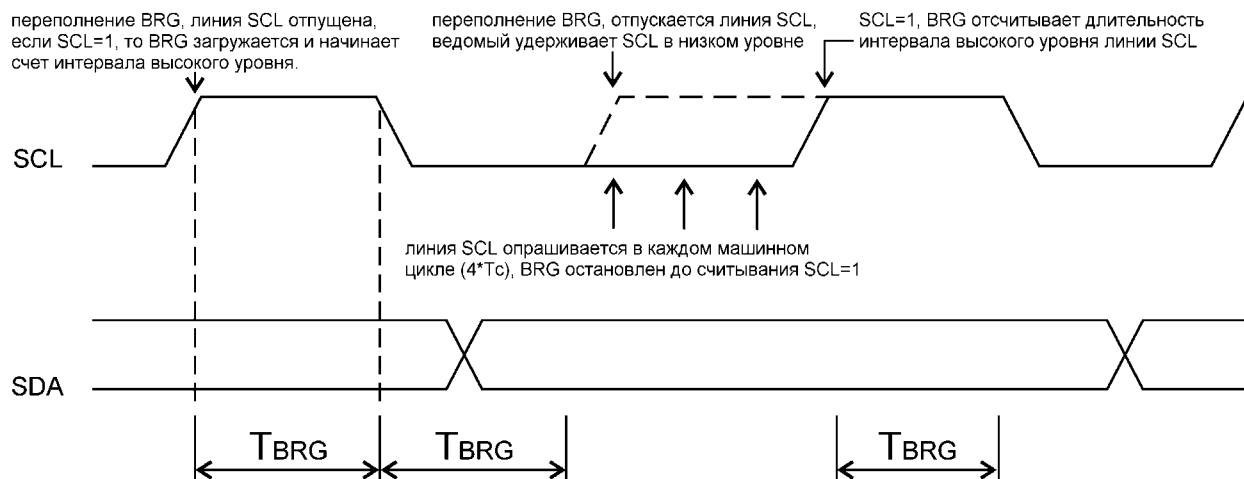 переполнение BRG, линия SCL отпущена,
если SCL=1, то BRG загружается и начинает
счет интервала высокого уровня.
переполнение BRG, отпускается линия SCL,
ведомый удерживает SCL в низком уровне
SCL=1, BRG отсчитывает длительность
интервала высокого уровня линии SCL
SCL
линия SCL опрашивается в каждом машинном
цикле (4*Tc), BRG остановлен до считывания SCL=1
SDA
TBRG
TBRG
TBRG